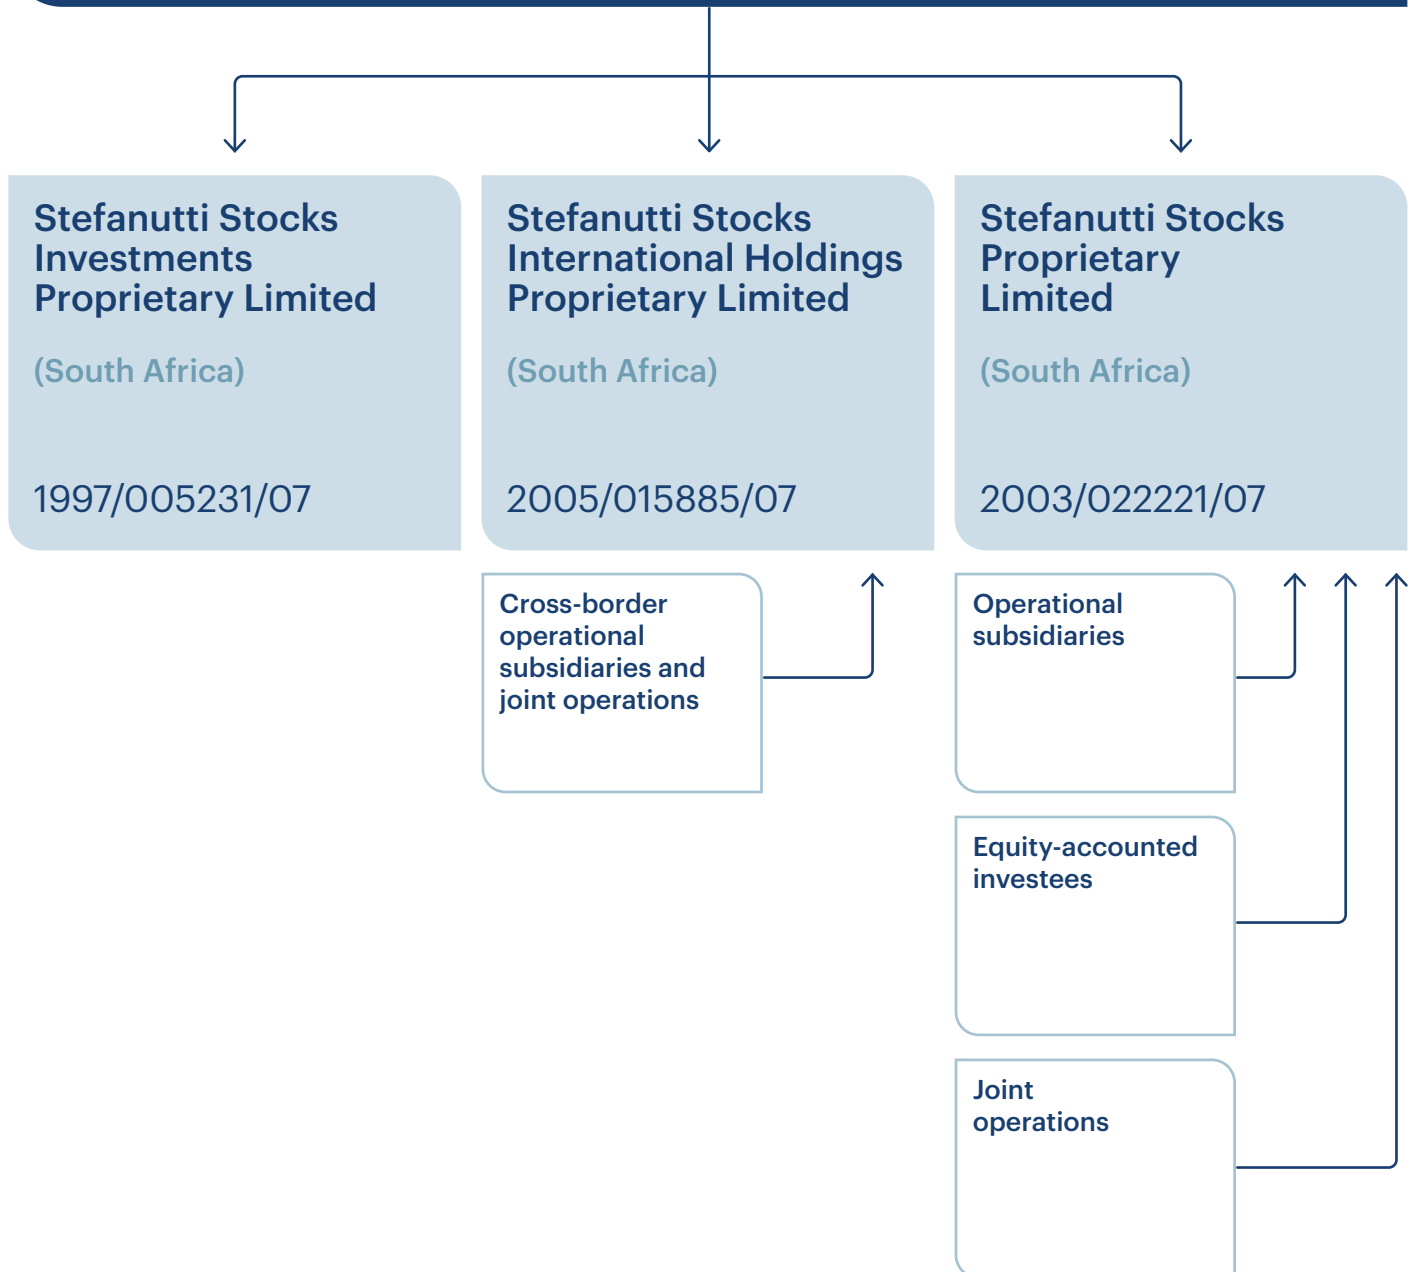 Stefanutti Stocks
Investments
Proprietary Limited
(South Africa)
1997/005231/07
Stefanutti Stocks
International Holdings
Proprietary Limited
(South Africa)
2005/015885/07
Stefanutti Stocks
Proprietary
Limited
(South Africa)
2003/022221/07
Cross-border
operational
subsidiaries and
joint operations
Operational
subsidiaries
Equity-accounted
investees
Joint
operations